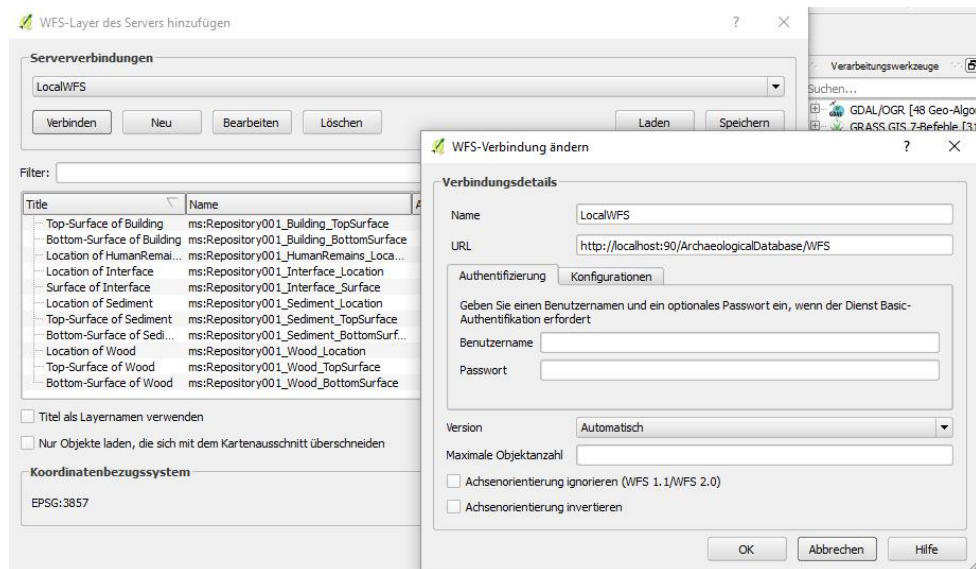 WFS-Layer des Servers hinzufügen
Serververbindungen
LocalWFS
Verbinden Neu Bearbeiten Löschen Laden Speichern
Filter:
Title Name
Top-Surface of Building ms:Repository001_Building_TopSurface
Bottom-Surface of Building ms:Repository001_Building_BottomSurface
Location of HumanRemai... ms:Repository001_HumanRemains_Loca...
Location of Interface ms:Repository001_Interface_Location
Surface of Interface ms:Repository001_Interface_Surface
Location of Sediment ms:Repository001_Sediment_Location
Top-Surface of Sediment ms:Repository001_Sediment_TopSurface
Bottom-Surface of Sedi... ms:Repository001_Sediment_BottomSurf...
Location of Wood ms:Repository001_Wood_Location
Top-Surface of Wood ms:Repository001_Wood_TopSurface
Bottom-Surface of Wood ms:Repository001_Wood_BottomSurface
Titel als Layernamen verwenden
Nur Objekte laden, die sich mit dem Kartenausschnitt überschneiden
Koordinatenbezugssystem
EPSG:3857
Verarbeitungswerkzeuge
Suchen...
GDAL/OGR [48 Geo-Algo
GRASS GIS 7-Befehle [31
WFS-Verbindung ändern
Verbindungsdetails
Name LocalWFS
URL http://localhost:90/ArchaeologicalDatabase/WFS
Authentifizierung Konfigurationen
Geben Sie einen Benutzernamen und ein optionales Passwort ein, wenn der Dienst Basic-
Authentifikation erfordert
Benutzername
Passwort
Version Automatisch
Maximale Objektanzahl
Achsenorientierung ignorieren (WFS 1.1/WFS 2.0)
Achsenorientierung invertieren
OK Abbrechen Hilfe